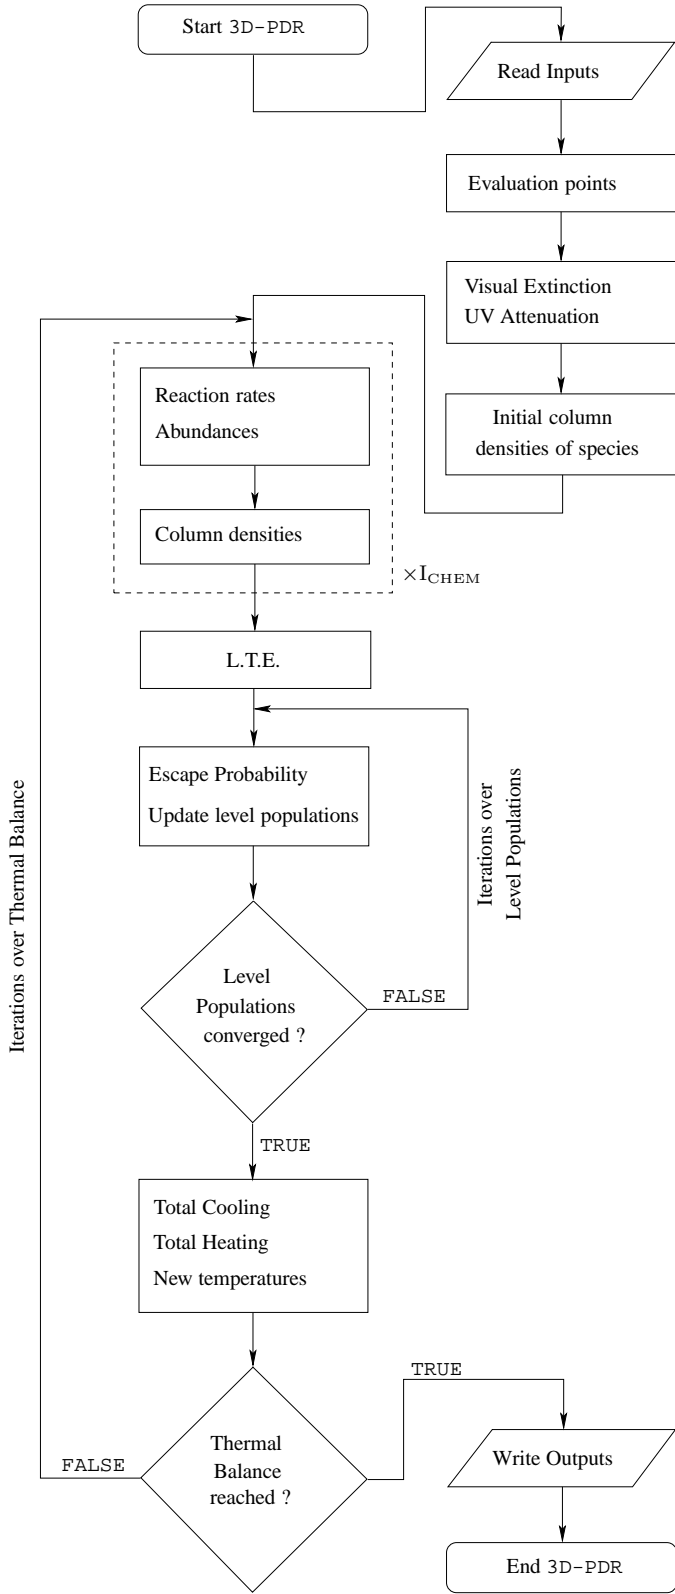 Start 3D-PDR
Read Inputs
Evaluation points
Visual Extinction
UV Attenuation
Initial column
densities of species
Reaction rates
Abundances
Column densities
×I_CHEM
L.T.E.
Escape Probability
Update level populations
Iterations over
Level Populations
Iterations over Thermal Balance
Level
Populations
converged ?
FALSE
TRUE
Total Cooling
Total Heating
New temperatures
TRUE
Thermal
Balance
reached ?
FALSE
Write Outputs
End 3D-PDR